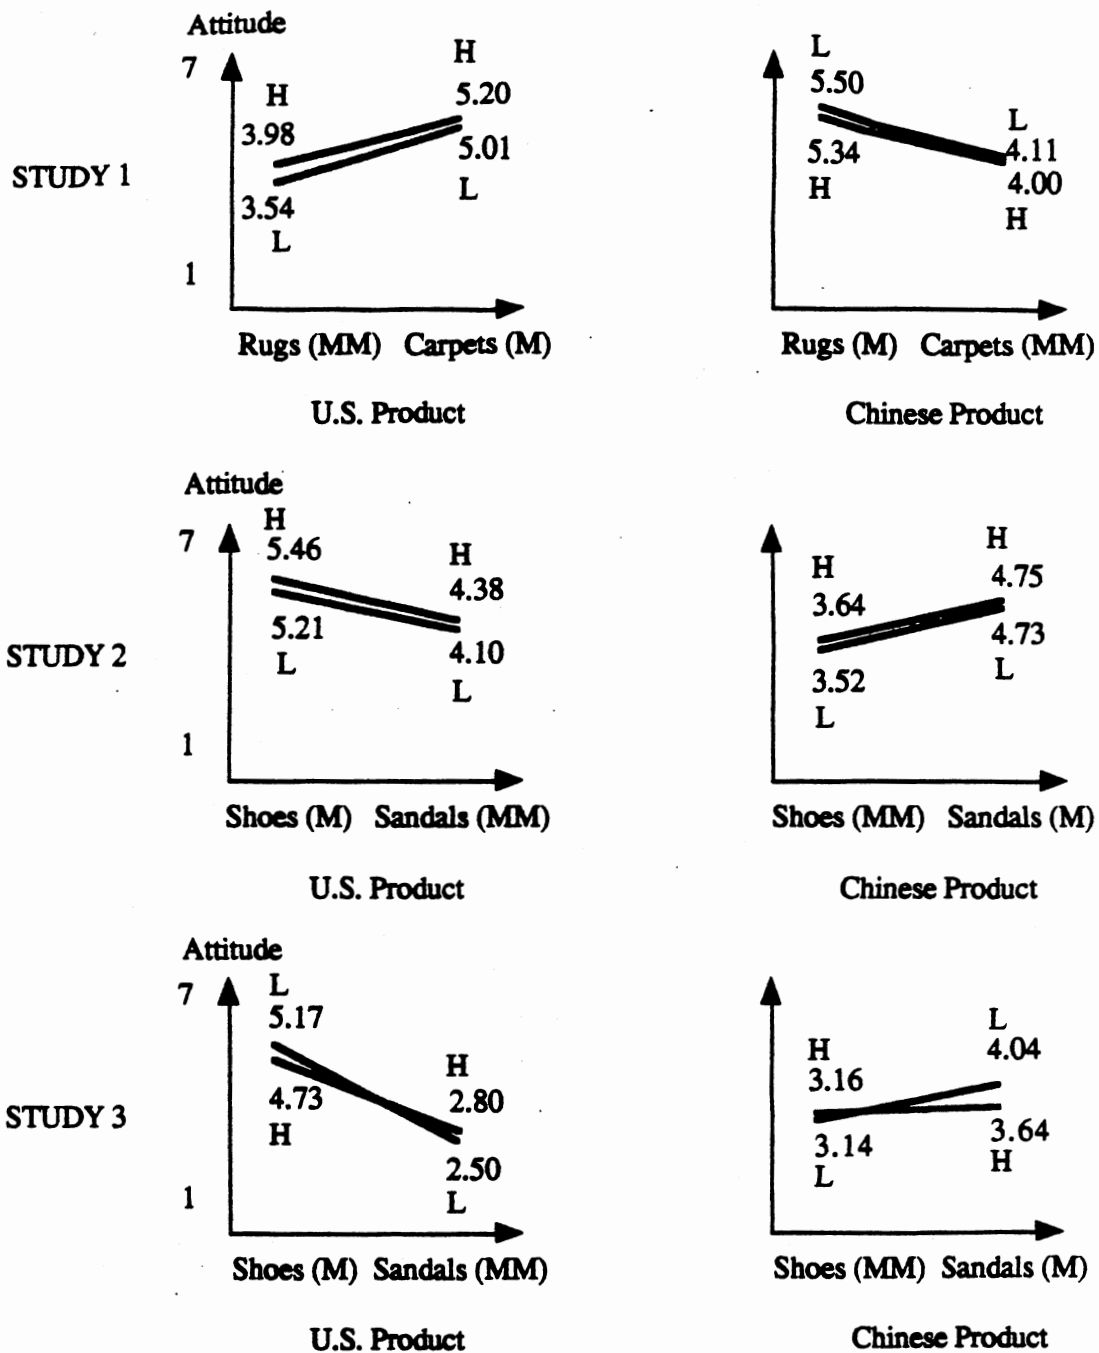 Attitude
7
H
3.98
3.54
L
H
5.20
5.01
L
1
STUDY 1
Rugs (MM) Carpets (M)
U.S. Product
L
5.50
5.34
H
L
4.11
4.00
H
Rugs (M) Carpets (MM)
Chinese Product
Attitude
7
H
5.46
5.21
L
H
4.38
4.10
L
1
STUDY 2
Shoes (M) Sandals (MM)
U.S. Product
H
3.64
3.52
L
H
4.75
4.73
L
Shoes (MM) Sandals (M)
Chinese Product
Attitude
7
L
5.17
4.73
H
H
2.80
2.50
L
1
STUDY 3
Shoes (M) Sandals (MM)
U.S. Product
H
3.16
3.14
L
L
4.04
3.64
H
Shoes (MM) Sandals (M)
Chinese Product